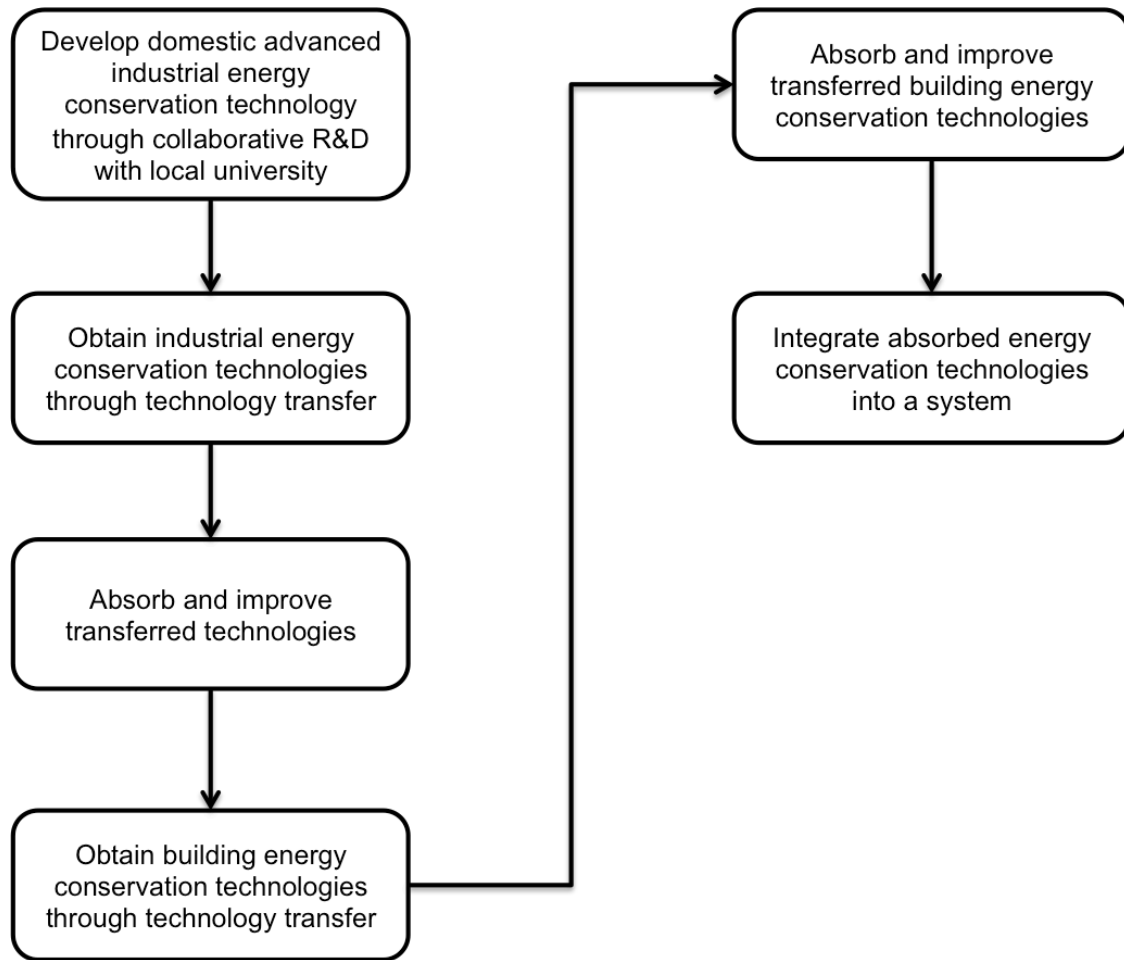 Develop domestic advanced
industrial energy
conservation technology
through collaborative R&D
with local university
Obtain industrial energy
conservation technologies
through technology transfer
Absorb and improve
transferred technologies
Obtain building energy
conservation technologies
through technology transfer
Absorb and improve
transferred building energy
conservation technologies
Integrate absorbed energy
conservation technologies
into a system